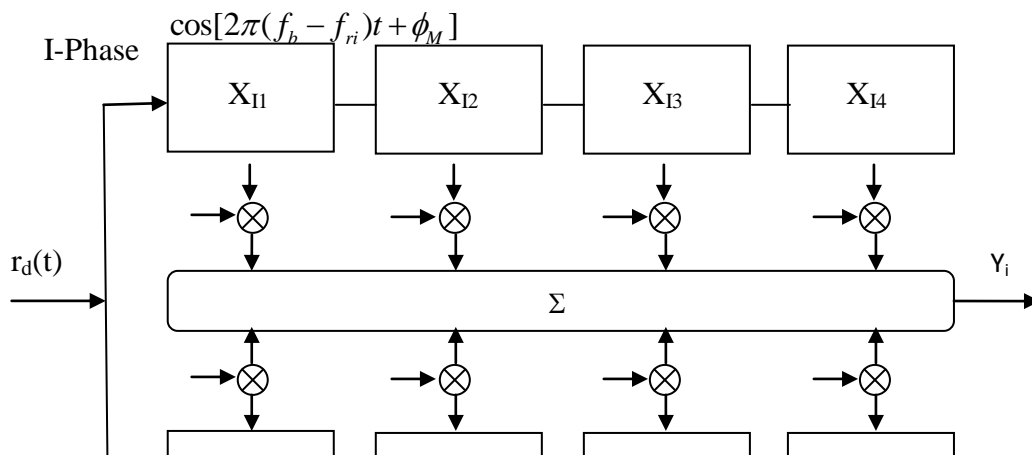 cos[2π(f_b − f_ri)t + ϕ_M]
I-Phase
X_I1 X_I2 X_I3 X_I4
r_d(t)
Y_i
Σ